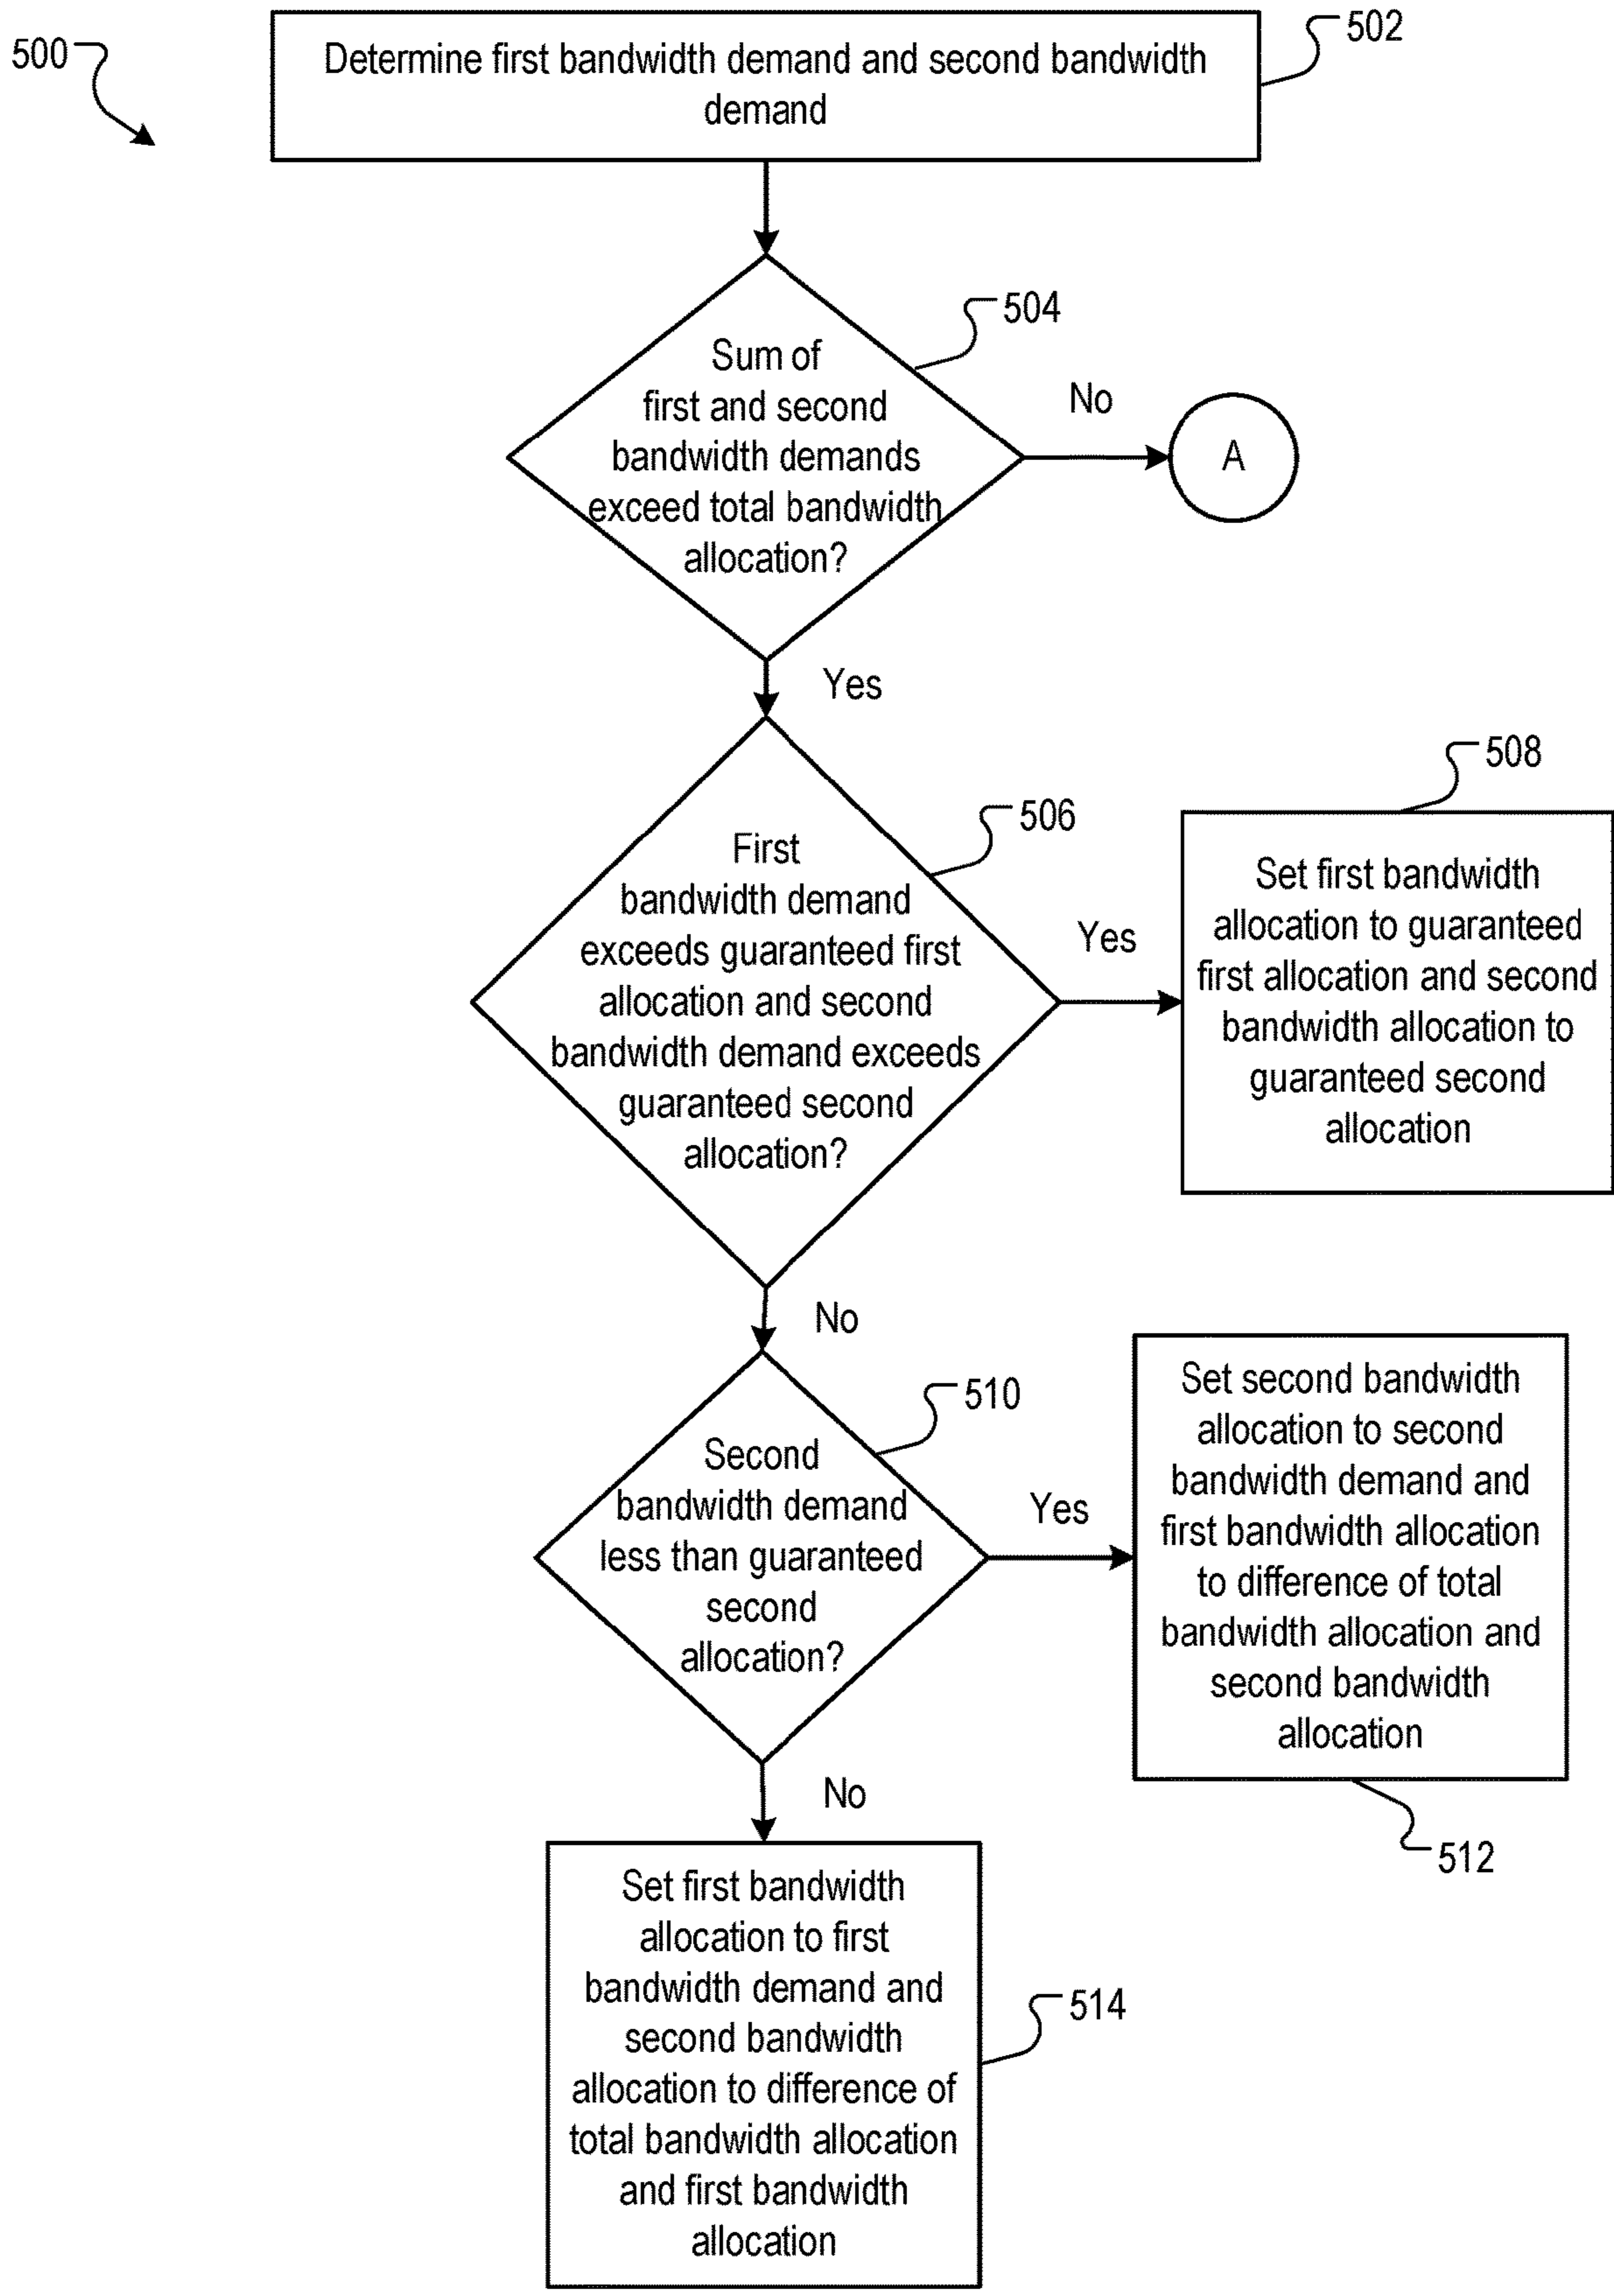 500
502
Determine first bandwidth demand and second bandwidth
demand
504
Sum of
first and second
bandwidth demands
exceed total bandwidth
allocation?
No
A
Yes
506
First
bandwidth demand
exceeds guaranteed first
allocation and second
bandwidth demand exceeds
guaranteed second
allocation?
Yes
508
Set first bandwidth
allocation to guaranteed
first allocation and second
bandwidth allocation to
guaranteed second
allocation
No
510
Second
bandwidth demand
less than guaranteed
second
allocation?
Yes
Set second bandwidth
allocation to second
bandwidth demand and
first bandwidth allocation
to difference of total
bandwidth allocation and
second bandwidth
allocation
512
No
Set first bandwidth
allocation to first
bandwidth demand and
second bandwidth
allocation to difference of
total bandwidth allocation
and first bandwidth
allocation
514